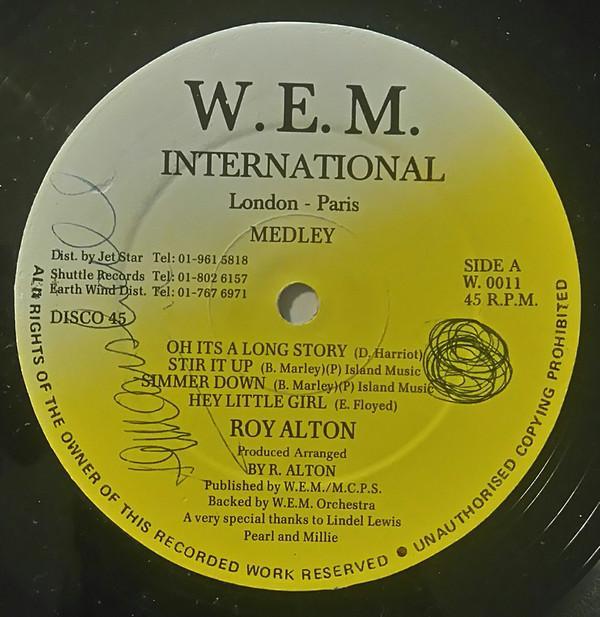 W. E. M.
INTERNATIONAL
London - Paris
MEDLEY
Dist. by Jet Star Tel: 01-961 5818
Shuttle Records Tel: 01-802 6157
Earth Wind Dist. Tel: 01-767 6971
DISCO 45
SIDE A
W. 0011
45 R.P.M.
OH ITS A LONG STORY (D. Harriot)
STIR IT UP (B. Marley)(P) Island Music
SIMMER DOWN (B. Marley)(P) Island Music
HEY LITTLE GIRL (E. Floyed)
ROY ALTON
Produced Arranged
BY R. ALTON
Published by W.E.M./M.C.P.S.
Backed by W.E.M. Orchestra
A very special thanks to Lindel Lewis
Pearl and Millie
ALL RIGHTS OF THE OWNER OF THIS RECORDED WORK RESERVED ● UNAUTHORISED COPYING PROHIBITED